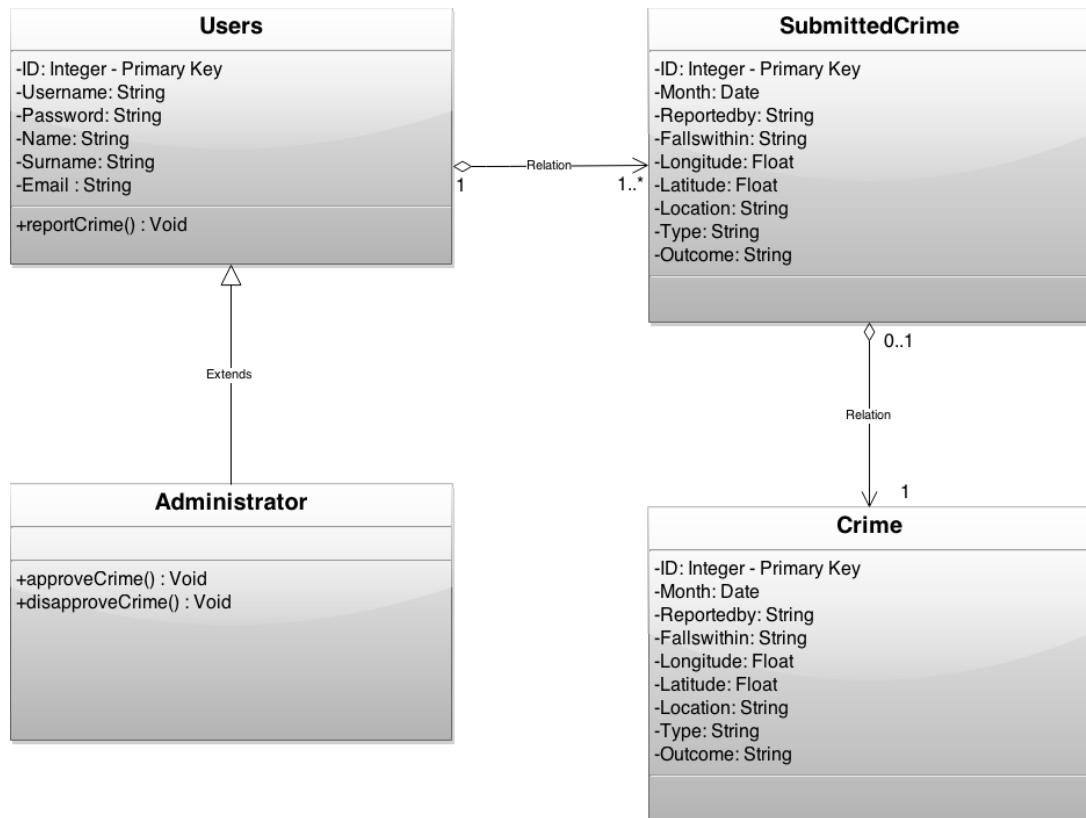 Users
-ID: Integer - Primary Key
-Username: String
-Password: String
-Name: String
-Surname: String
-Email : String
+reportCrime() : Void
1
Relation
1..*
SubmittedCrime
-ID: Integer - Primary Key
-Month: Date
-Reportedby: String
-Fallswithin: String
-Longitude: Float
-Latitude: Float
-Location: String
-Type: String
-Outcome: String
Extends
0..1
Relation
1
Administrator
+approveCrime() : Void
+disapproveCrime() : Void
Crime
-ID: Integer - Primary Key
-Month: Date
-Reportedby: String
-Fallswithin: String
-Longitude: Float
-Latitude: Float
-Location: String
-Type: String
-Outcome: String